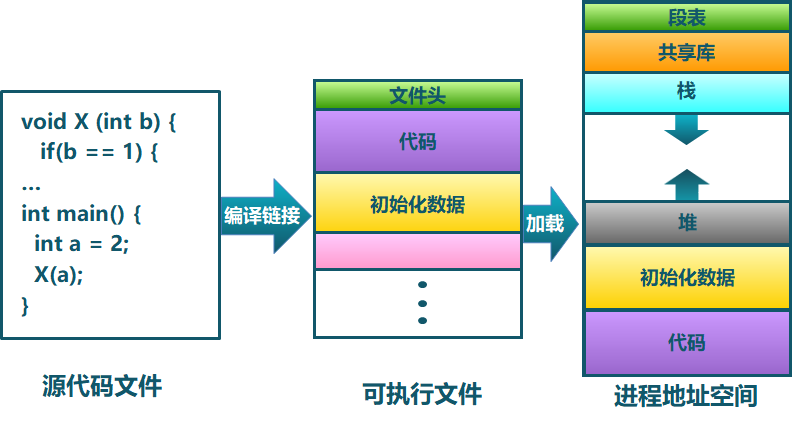 void X (int b) {
if(b == 1) {
...
int main() {
int a = 2;
X(a);
}
源代码文件
编译链接
文件头
代码
初始化数据
可执行文件
加载
段表
共享库
栈
堆
初始化数据
代码
进程地址空间